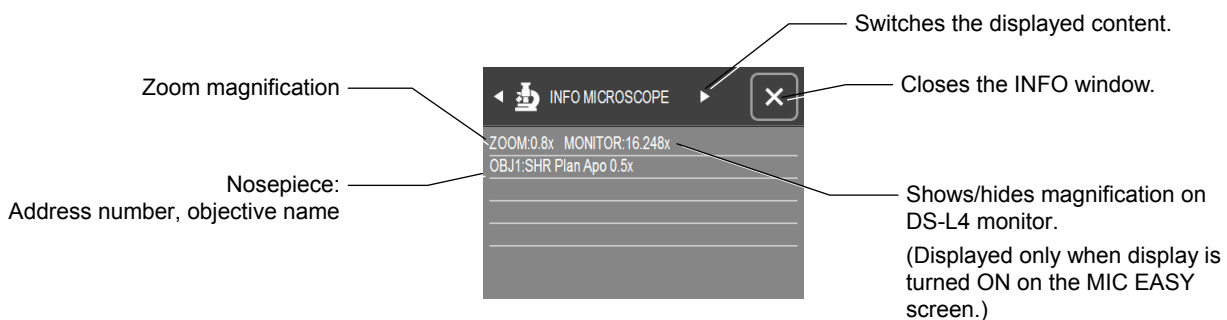 Switches the displayed content.
Zoom magnification
INFO MICROSCOPE
Closes the INFO window.
ZOOM:0.8x MONITOR:16.248x
OBJ1:SHR Plan Apo 0.5x
Nosepiece:
Address number, objective name
Shows/hides magnification on
DS-L4 monitor.
(Displayed only when display is
turned ON on the MIC EASY
screen.)